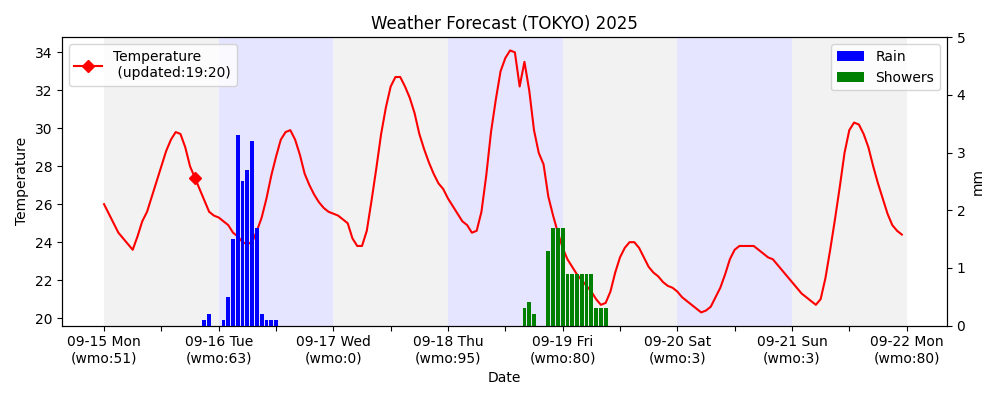 Weather Forecast (TOKYO) 2025
Temperature
(updated:19:20)
Rain
Showers
34
32
30
28
26
24
22
20
Temperature
5
4
3
2
1
0
mm
09-15 Mon
(wmo:51)
09-16 Tue
(wmo:63)
09-17 Wed
(wmo:0)
09-18 Thu
(wmo:95)
09-19 Fri
(wmo:80)
09-20 Sat
(wmo:3)
09-21 Sun
(wmo:3)
09-22 Mon
(wmo:80)
Date